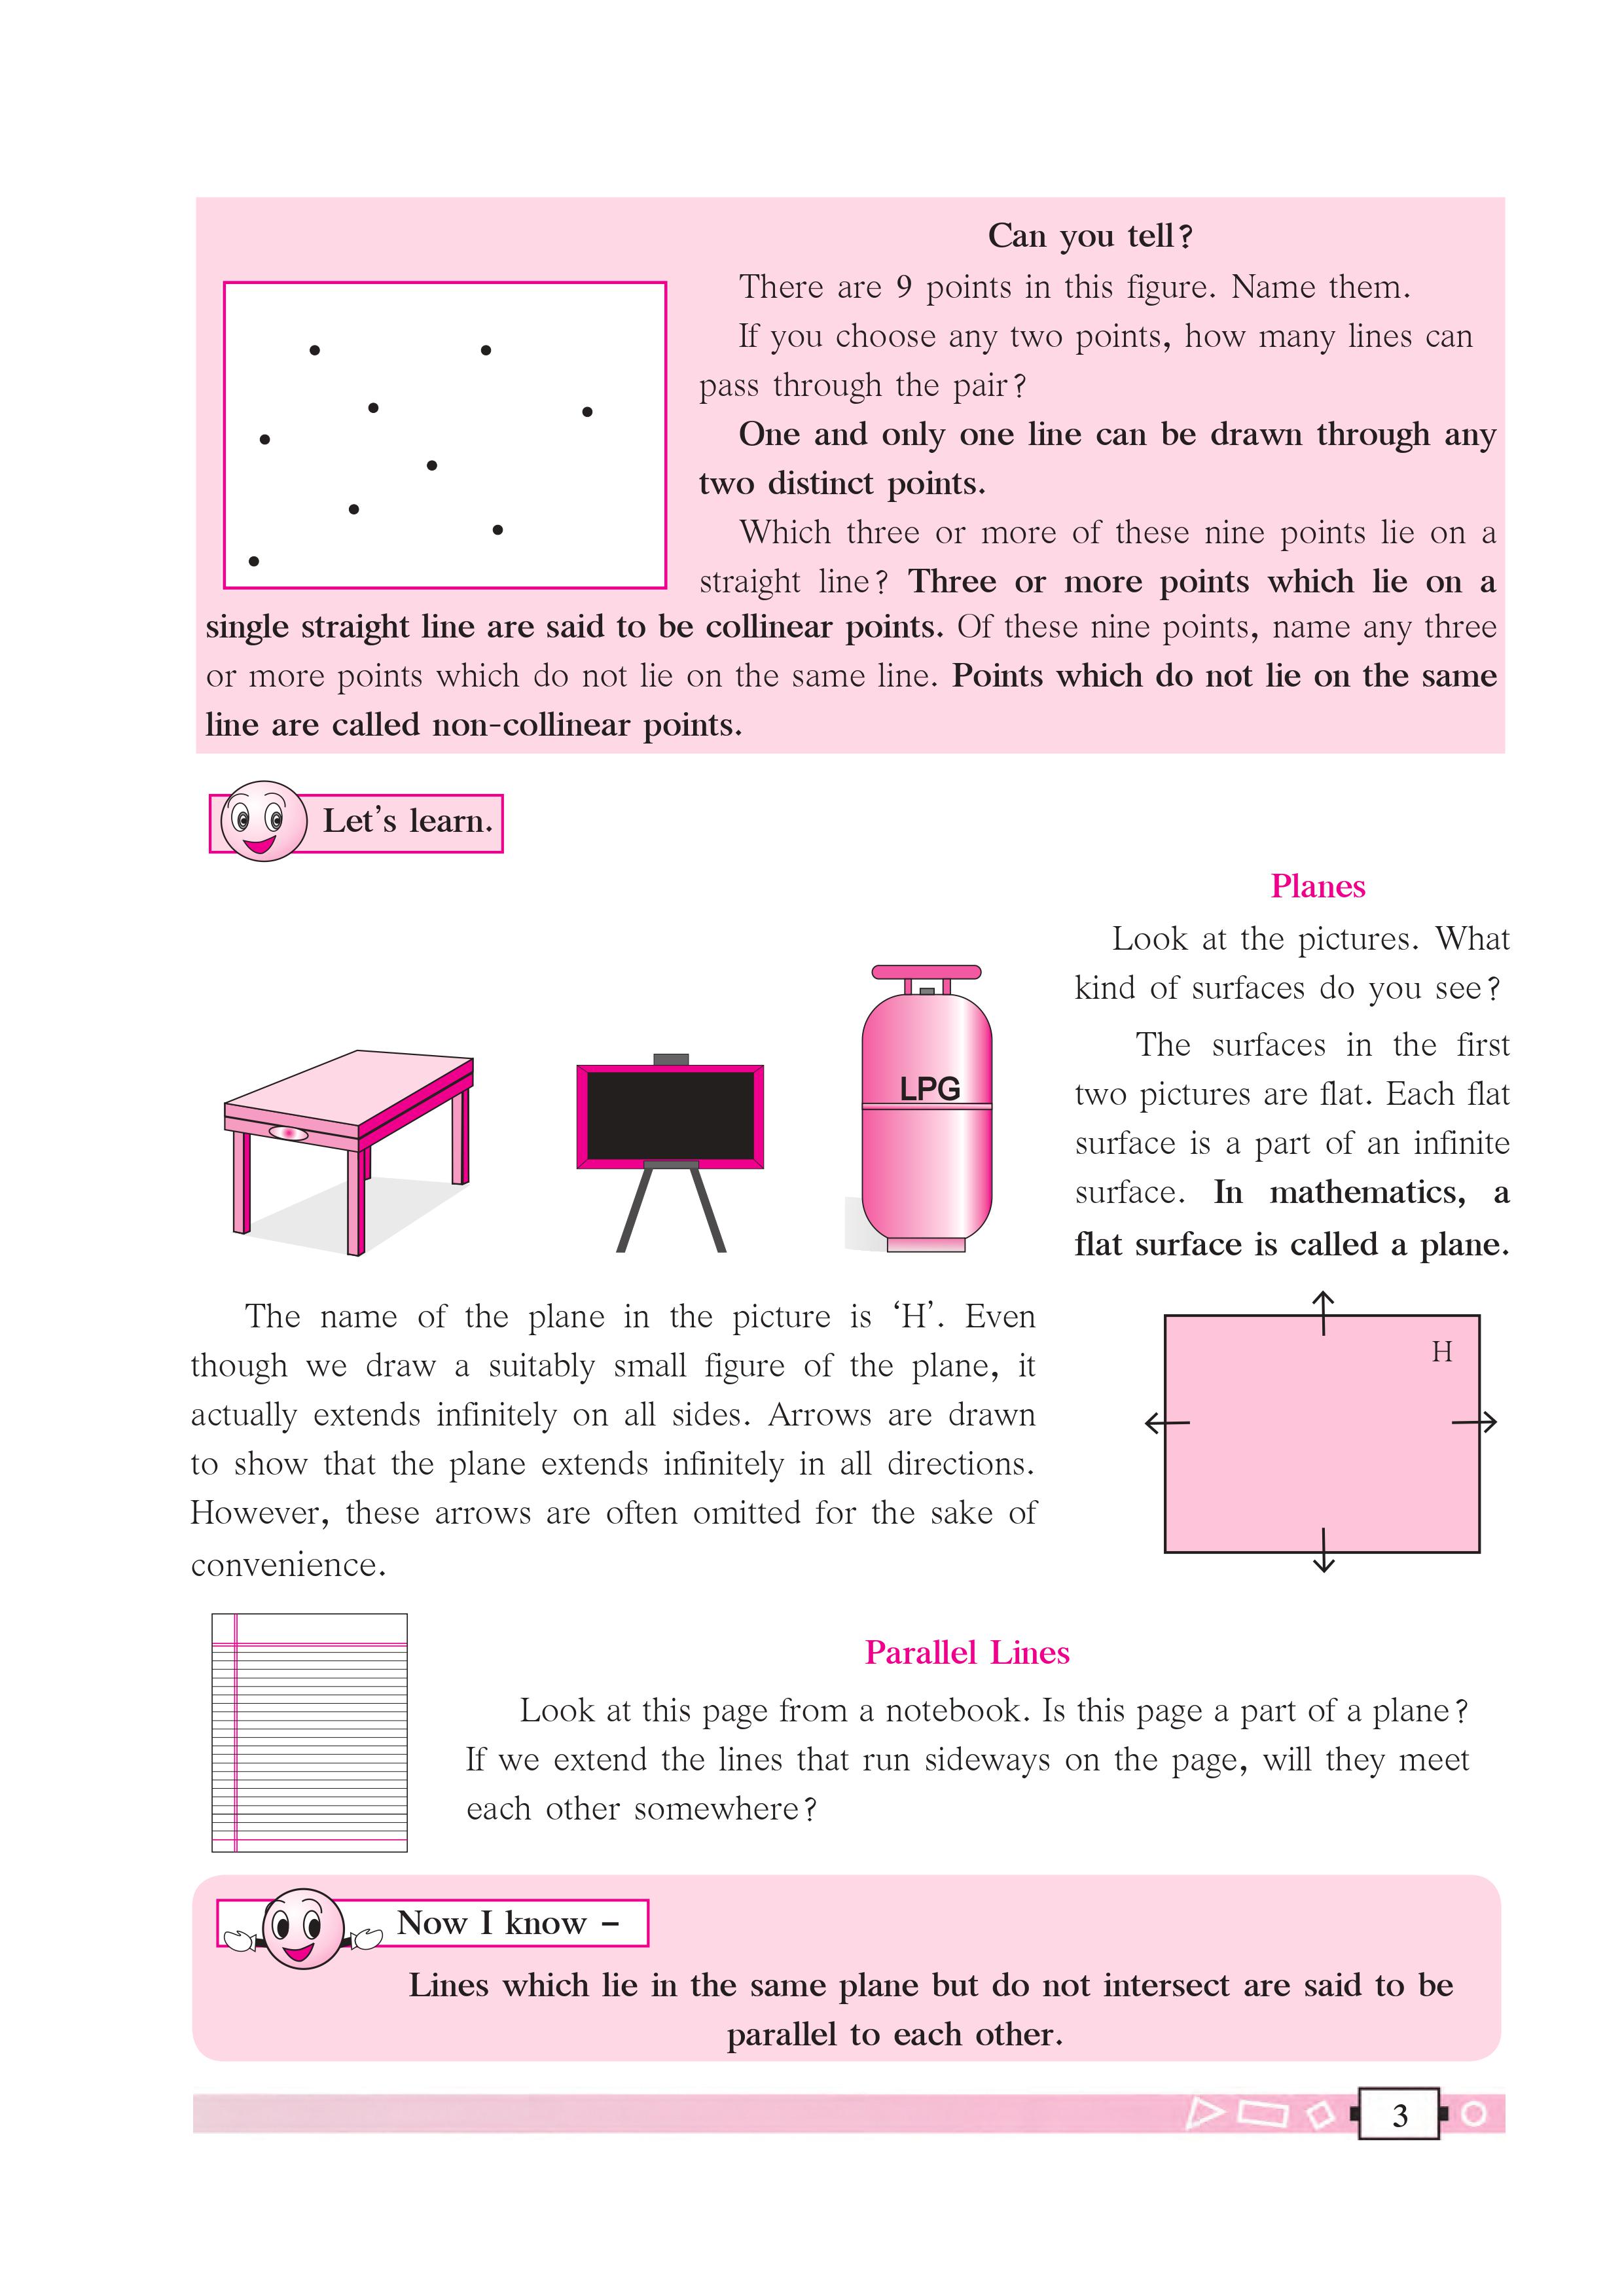 Can you tell?
There are 9 points in this figure. Name them.
If you choose any two points, how many lines can
pass through the pair?
One and only one line can be drawn through any
two distinct points.
Which three or more of these nine points lie on a
straight line? Three or more points which lie on a
single straight line are said to be collinear points. Of these nine points, name any three
or more points which do not lie on the same line. Points which do not lie on the same
line are called non-collinear points.
Let's learn.
Planes
Look at the pictures. What
kind of surfaces do you see?
The surfaces in the first
two pictures are flat. Each flat
surface is a part of an infinite
surface. In mathematics, a
flat surface is called a plane.
LPG
The name of the plane in the picture is ‘H’. Even
though we draw a suitably small figure of the plane, it
actually extends infinitely on all sides. Arrows are drawn
to show that the plane extends infinitely in all directions.
However, these arrows are often omitted for the sake of
convenience.
H
Parallel Lines
Look at this page from a notebook. Is this page a part of a plane?
If we extend the lines that run sideways on the page, will they meet
each other somewhere?
Now I know –
Lines which lie in the same plane but do not intersect are said to be
parallel to each other.
3